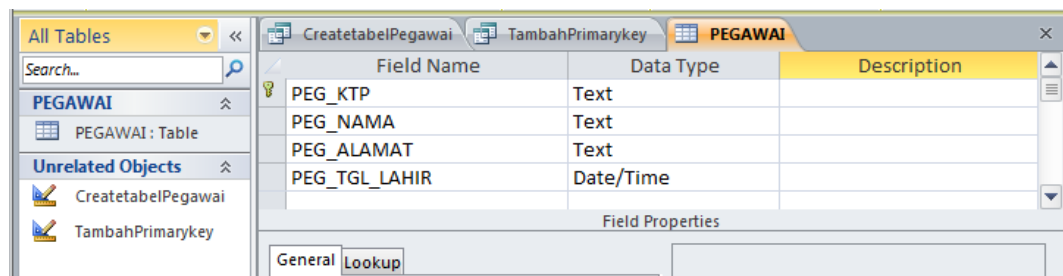 All Tables
Search...
PEGAWAI
PEGAWAI : Table
Unrelated Objects
CreatetabelPegawai
TambahPrimarykey
CreatetabelPegawai TambahPrimarykey PEGAWAI
Field Name Data Type Description
PEG_KTP Text
PEG_NAMA Text
PEG_ALAMAT Text
PEG_TGL_LAHIR Date/Time
Field Properties
General Lookup